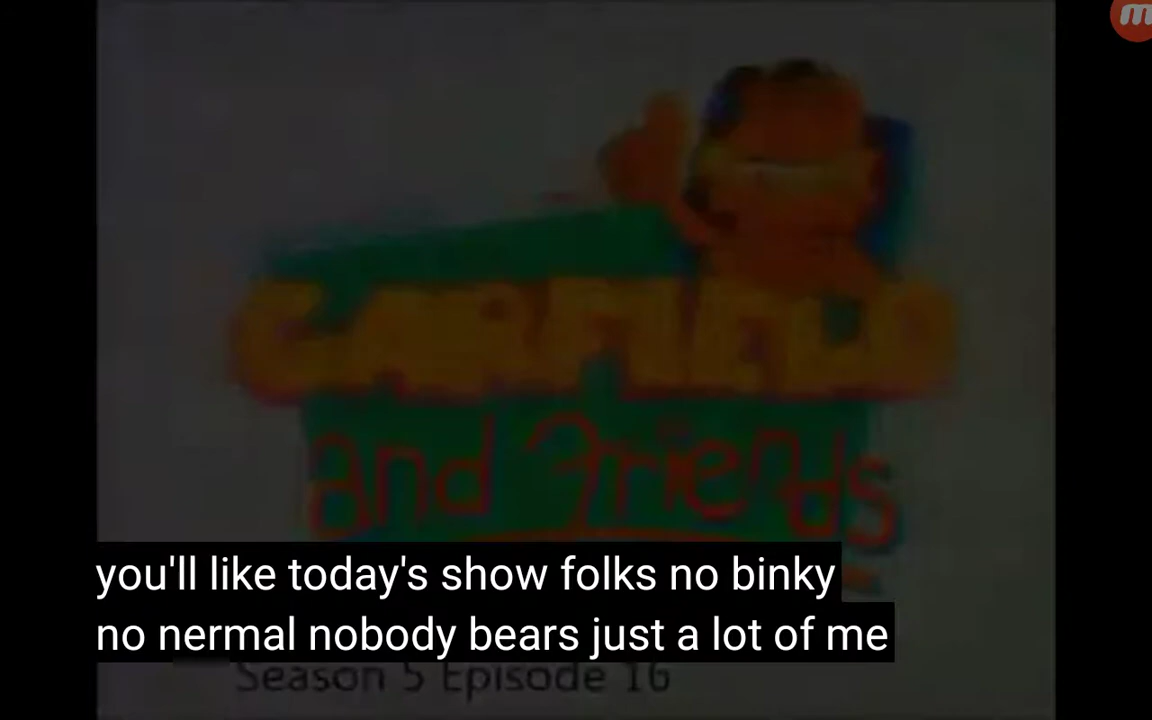 m
GARFIELD
and Friends
you'll like today's show folks no binky
no nermal nobody bears just a lot of me
Season 5 Episode 16